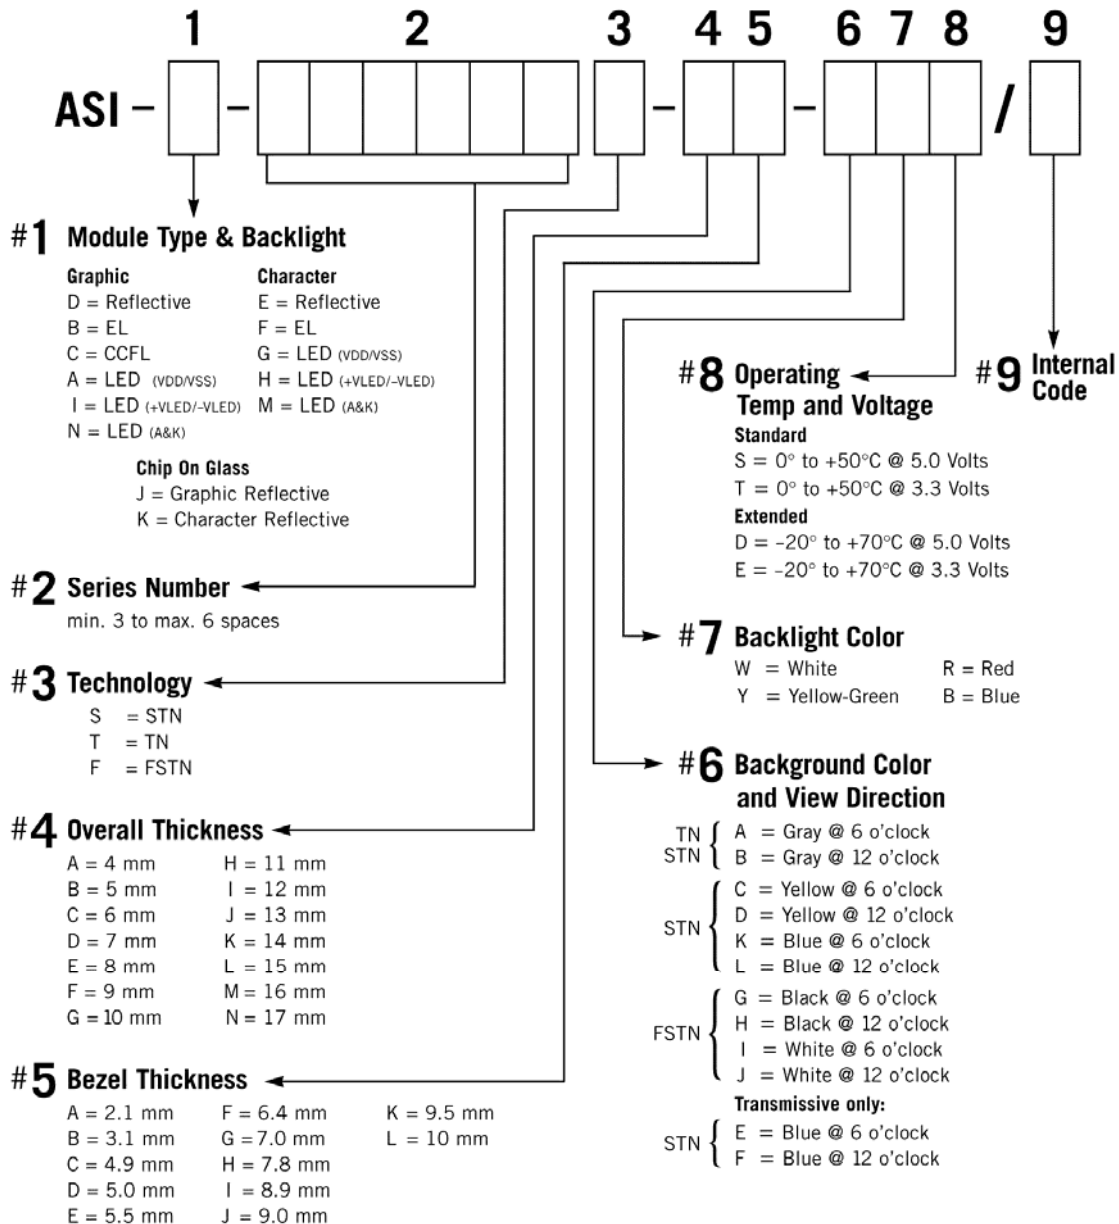 1 2 3 4 5 6 7 8 9
ASI – – – – /
#1 Module Type & Backlight
Graphic
D = Reflective
B = EL
C = CCFL
A = LED (VDD/VSS)
I = LED (+VLED/–VLED)
N = LED (A&K)
Character
E = Reflective
F = EL
G = LED (VDD/VSS)
H = LED (+VLED/–VLED)
M = LED (A&K)
Chip On Glass
J = Graphic Reflective
K = Character Reflective
#2 Series Number
min. 3 to max. 6 spaces
#3 Technology
S = STN
T = TN
F = FSTN
#4 Overall Thickness
A = 4 mm
B = 5 mm
C = 6 mm
D = 7 mm
E = 8 mm
F = 9 mm
G = 10 mm
H = 11 mm
I = 12 mm
J = 13 mm
K = 14 mm
L = 15 mm
M = 16 mm
N = 17 mm
#5 Bezel Thickness
A = 2.1 mm
B = 3.1 mm
C = 4.9 mm
D = 5.0 mm
E = 5.5 mm
F = 6.4 mm
G = 7.0 mm
H = 7.8 mm
I = 8.9 mm
J = 9.0 mm
K = 9.5 mm
L = 10 mm
#8 Operating
Temp and Voltage
Standard
S = 0° to +50°C @ 5.0 Volts
T = 0° to +50°C @ 3.3 Volts
Extended
D = –20° to +70°C @ 5.0 Volts
E = –20° to +70°C @ 3.3 Volts
#9 Internal
Code
#7 Backlight Color
W = White
Y = Yellow-Green
R = Red
B = Blue
#6 Background Color
and View Direction
TN
STN
A = Gray @ 6 o'clock
B = Gray @ 12 o'clock
STN
C = Yellow @ 6 o'clock
D = Yellow @ 12 o'clock
K = Blue @ 6 o'clock
L = Blue @ 12 o'clock
FSTN
G = Black @ 6 o'clock
H = Black @ 12 o'clock
I = White @ 6 o'clock
J = White @ 12 o'clock
Transmissive only:
STN
E = Blue @ 6 o'clock
F = Blue @ 12 o'clock